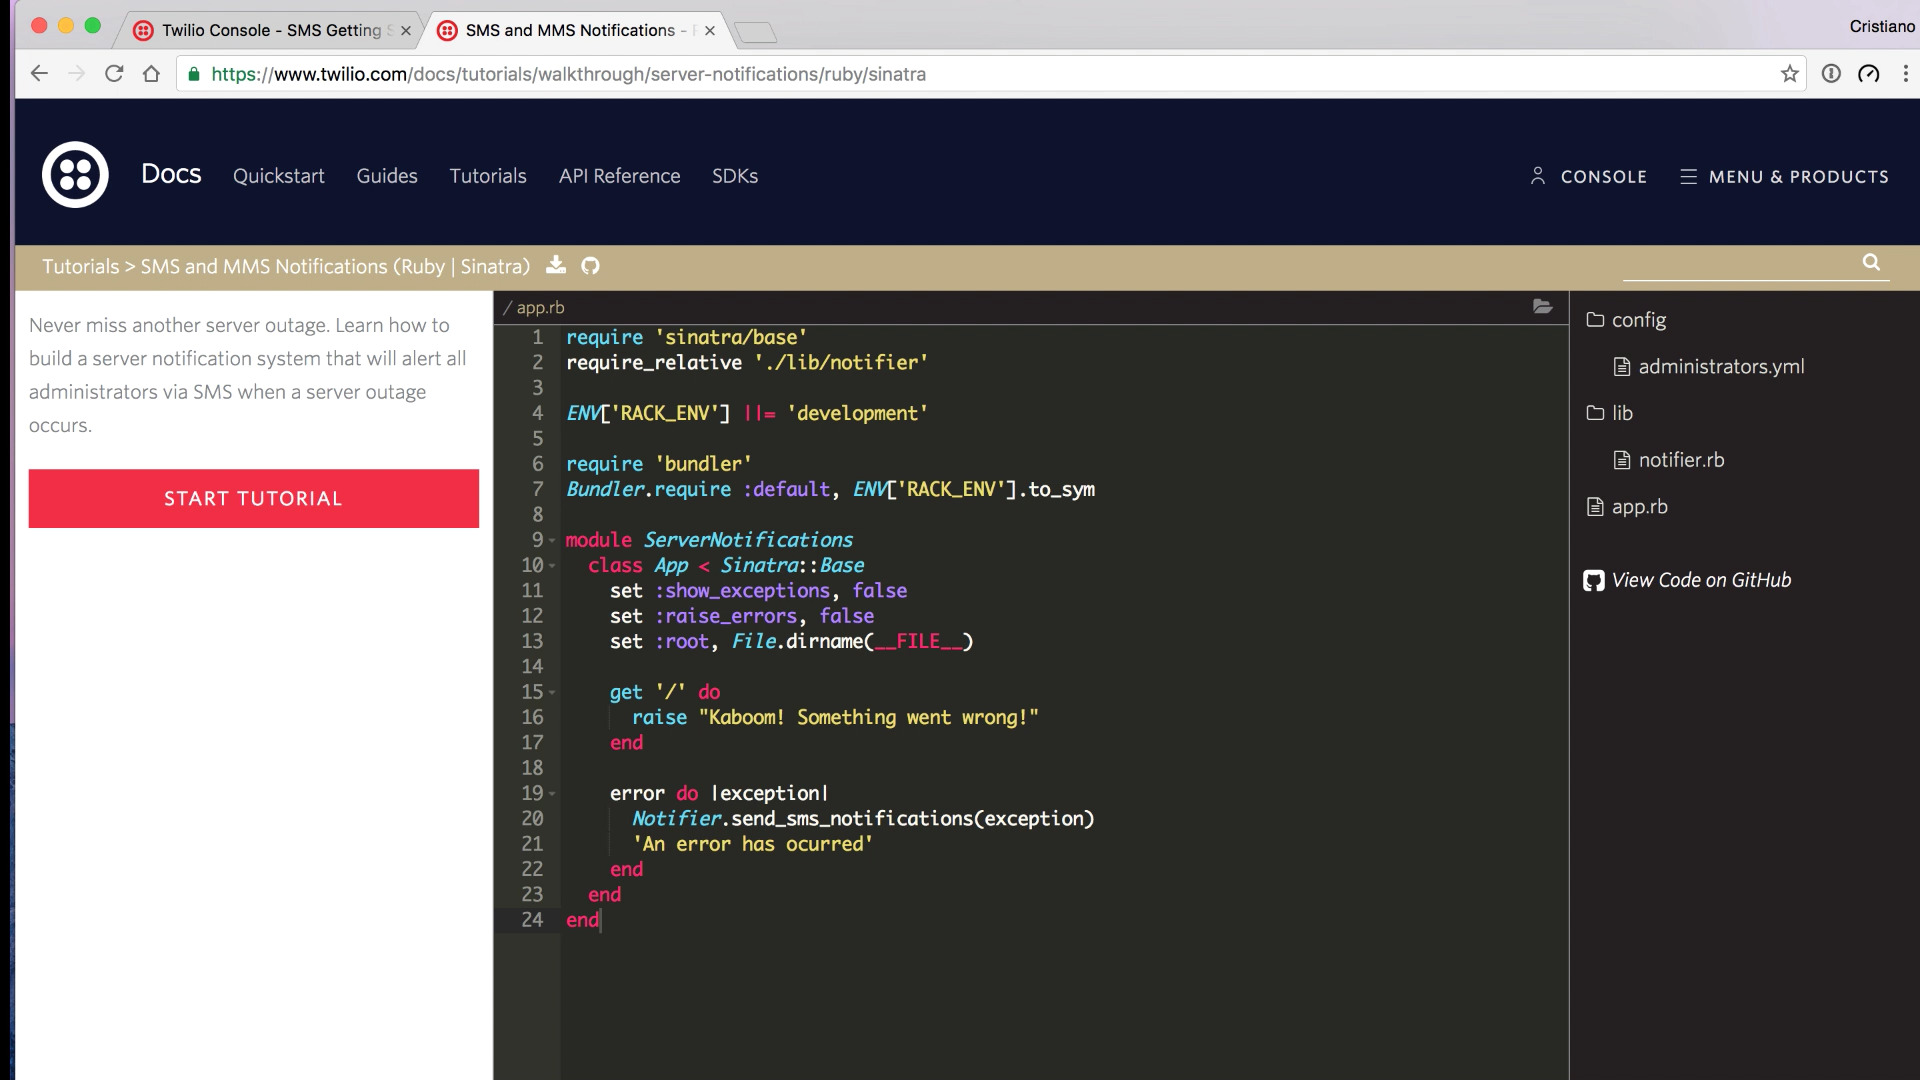 Cristiano
Twilio Console - SMS Getting
SMS and MMS Notifications -
https://www.twilio.com/docs/tutorials/walkthrough/server-notifications/ruby/sinatra
Docs Quickstart Guides Tutorials API Reference SDKs CONSOLE MENU & PRODUCTS
Tutorials > SMS and MMS Notifications (Ruby | Sinatra)
Never miss another server outage. Learn how to
build a server notification system that will alert all
administrators via SMS when a server outage
occurs.
START TUTORIAL
/ app.rb
1 require 'sinatra/base'
2 require_relative './lib/notifier'
3
4 ENV['RACK_ENV'] ||= 'development'
5
6 require 'bundler'
7 Bundler.require :default, ENV['RACK_ENV'].to_sym
8
9 module ServerNotifications
10 class App < Sinatra::Base
11 set :show_exceptions, false
12 set :raise_errors, false
13 set :root, File.dirname(__FILE__)
14
15 get '/' do
16 raise "Kaboom! Something went wrong!"
17 end
18
19 error do |exception|
20 Notifier.send_sms_notifications(exception)
21 'An error has ocurred'
22 end
23 end
24 end
config
administrators.yml
lib
notifier.rb
app.rb
View Code on GitHub